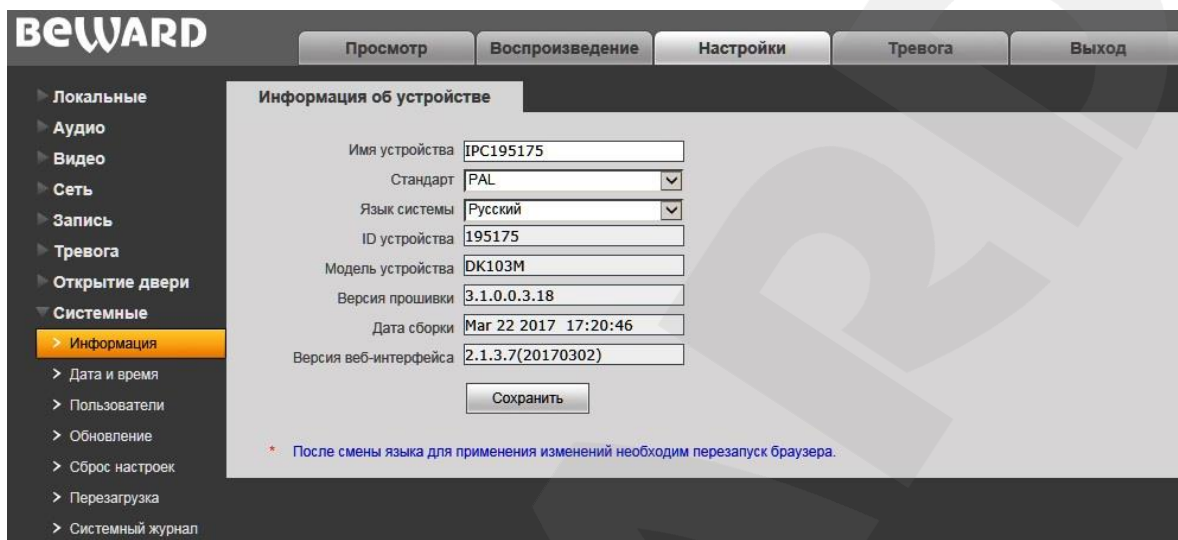 BEWARD
Просмотр Воспроизведение Настройки Тревога Выход
Локальные
Аудио
Видео
Сеть
Запись
Тревога
Открытие двери
Системные
> Информация
> Дата и время
> Пользователи
> Обновление
> Сброс настроек
> Перезагрузка
> Системный журнал
Информация об устройстве
Имя устройства IPC195175
Стандарт PAL
Язык системы Русский
ID устройства 195175
Модель устройства DK103M
Версия прошивки 3.1.0.0.3.18
Дата сборки Mar 22 2017 17:20:46
Версия веб-интерфейса 2.1.3.7(20170302)
Сохранить
* После смены языка для применения изменений необходим перезапуск браузера.